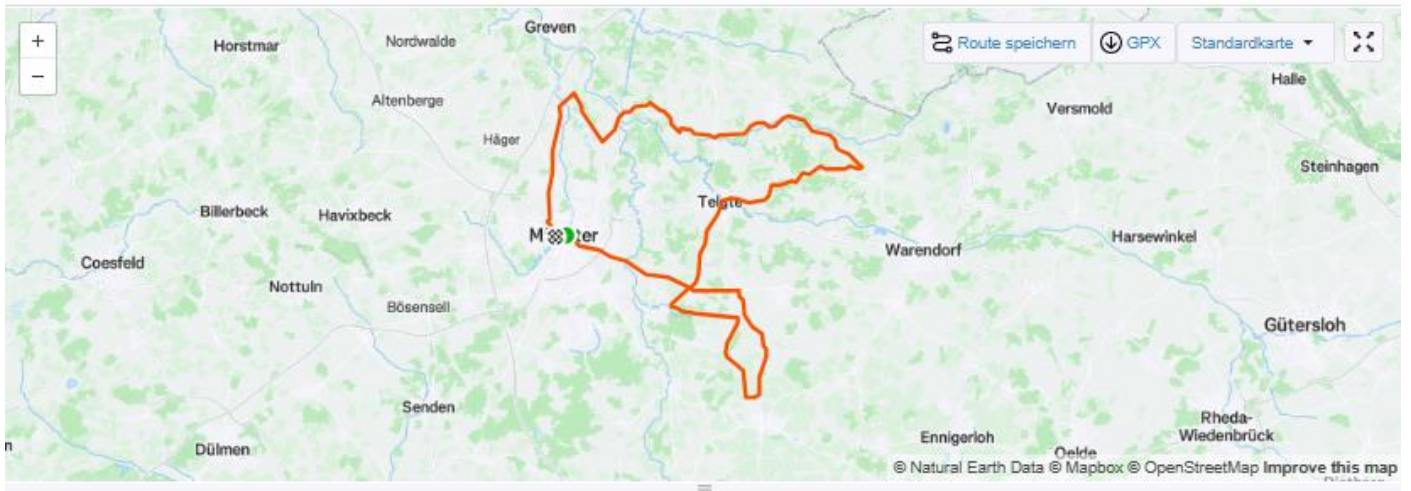 Greven
+
Horstmar
Nordwalde
Route speichern
GPX
Standardkarte
−
Halle
Altenberge
Versmold
Häger
Steinhagen
Telgte
Billerbeck
Havixbeck
M
ter
Harsewinkel
Warendorf
Coesfeld
Nottuln
Bösensell
Gütersloh
Senden
Rheda-
Wiedenbrück
Ennigerloh
Dülmen
Oelde
© Natural Earth Data © Mapbox © OpenStreetMap Improve this map